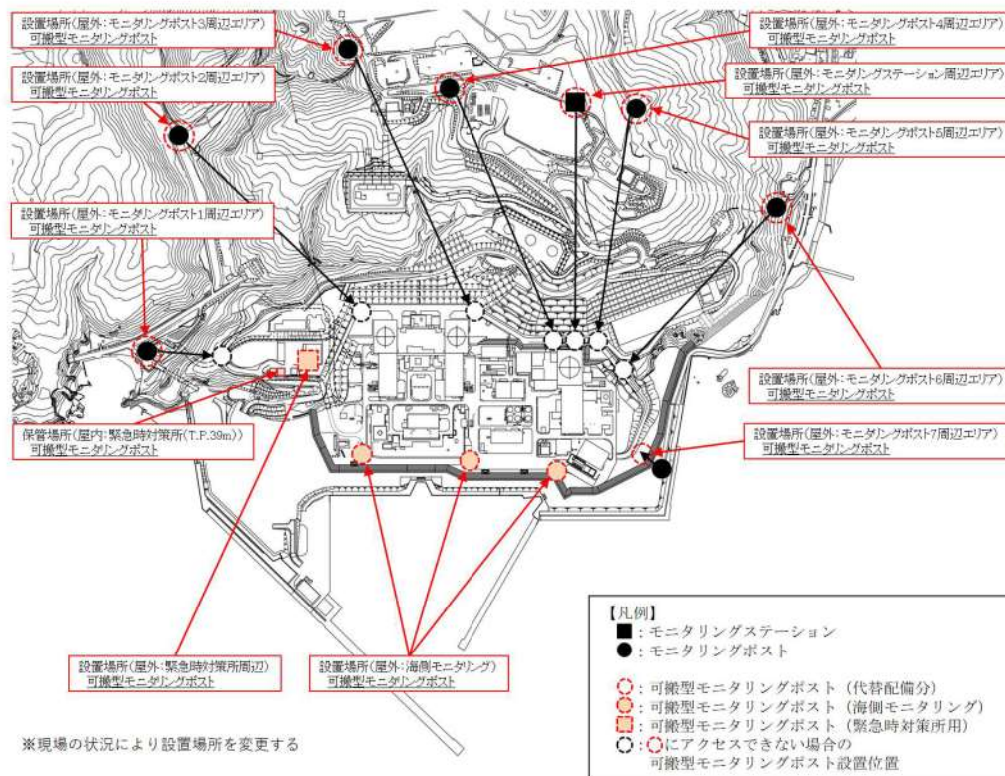 設置場所(屋外：モニタリングポスト3周辺エリア)
可搬型モニタリングポスト
設置場所(屋外：モニタリングポスト4周辺エリア)
可搬型モニタリングポスト
設置場所(屋外：モニタリングポスト2周辺エリア)
可搬型モニタリングポスト
設置場所(屋外：モニタリングステーション周辺エリア)
可搬型モニタリングポスト
設置場所(屋外：モニタリングポスト5周辺エリア)
可搬型モニタリングポスト
設置場所(屋外：モニタリングポスト1周辺エリア)
可搬型モニタリングポスト
設置場所(屋外：モニタリングポスト6周辺エリア)
可搬型モニタリングポスト
保管場所(屋内：緊急時対策所(T.P.39m))
可搬型モニタリングポスト
設置場所(屋外：モニタリングポスト7周辺エリア)
可搬型モニタリングポスト
設置場所(屋外：緊急時対策所周辺)
可搬型モニタリングポスト
設置場所(屋外：海側モニタリング)
可搬型モニタリングポスト
【凡例】
：モニタリングステーション
：モニタリングポスト
：可搬型モニタリングポスト（代替配備分）
：可搬型モニタリングポスト（海側モニタリング）
：可搬型モニタリングポスト（緊急時対策所用）
：にアクセスできない場合の
可搬型モニタリングポスト設置位置
※現場の状況により設置場所を変更する